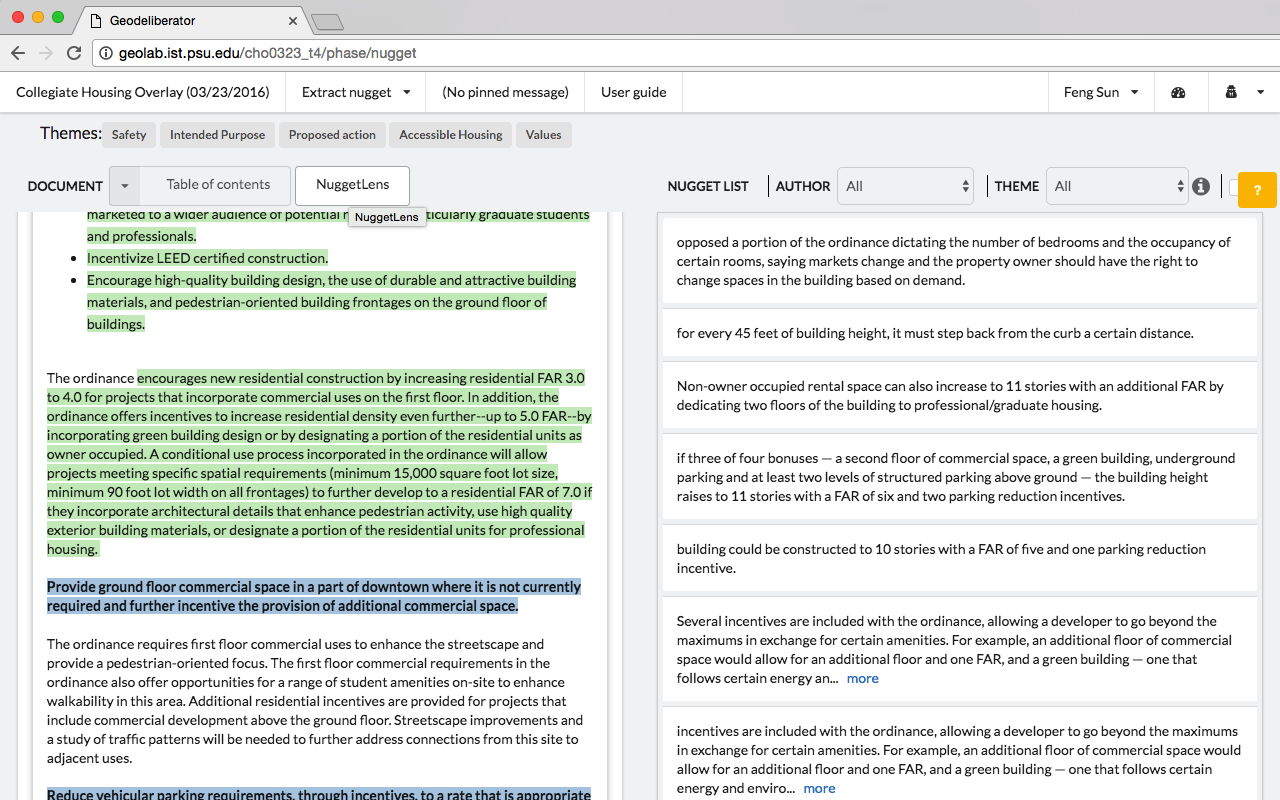 Geodeliberator
geolab.ist.psu.edu/cho0323_t4/phase/nugget
Collegiate Housing Overlay (03/23/2016)
Extract nugget
(No pinned message)
User guide
Feng Sun
Themes:
Safety
Intended Purpose
Proposed action
Accessible Housing
Values
DOCUMENT
Table of contents
NuggetLens
NUGGET LIST
AUTHOR
All
THEME
All
?
NuggetLens
marketed to a wider audience of potential
ticularly graduate students
and professionals.
Incentivize LEED certified construction.
Encourage high-quality building design, the use of durable and attractive building
materials, and pedestrian-oriented building frontages on the ground floor of
buildings.
The ordinance encourages new residential construction by increasing residential FAR 3.0
to 4.0 for projects that incorporate commercial uses on the first floor. In addition, the
ordinance offers incentives to increase residential density even further--up to 5.0 FAR--by
incorporating green building design or by designating a portion of the residential units as
owner occupied. A conditional use process incorporated in the ordinance will allow
projects meeting specific spatial requirements (minimum 15,000 square foot lot size,
minimum 90 foot lot width on all frontages) to further develop to a residential FAR of 7.0 if
they incorporate architectural details that enhance pedestrian activity, use high quality
exterior building materials, or designate a portion of the residential units for professional
housing.
Provide ground floor commercial space in a part of downtown where it is not currently
required and further incentive the provision of additional commercial space.
The ordinance requires first floor commercial uses to enhance the streetscape and
provide a pedestrian-oriented focus. The first floor commercial requirements in the
ordinance also offer opportunities for a range of student amenities on-site to enhance
walkability in this area. Additional residential incentives are provided for projects that
include commercial development above the ground floor. Streetscape improvements and
a study of traffic patterns will be needed to further address connections from this site to
adjacent uses.
Reduce vehicular parking requirements, through incentives, to a rate that is appropriate
opposed a portion of the ordinance dictating the number of bedrooms and the occupancy of
certain rooms, saying markets change and the property owner should have the right to
change spaces in the building based on demand.
for every 45 feet of building height, it must step back from the curb a certain distance.
Non-owner occupied rental space can also increase to 11 stories with an additional FAR by
dedicating two floors of the building to professional/graduate housing.
if three of four bonuses — a second floor of commercial space, a green building, underground
parking and at least two levels of structured parking above ground — the building height
raises to 11 stories with a FAR of six and two parking reduction incentives.
building could be constructed to 10 stories with a FAR of five and one parking reduction
incentive.
Several incentives are included with the ordinance, allowing a developer to go beyond the
maximums in exchange for certain amenities. For example, an additional floor of commercial
space would allow for an additional floor and one FAR, and a green building — one that
follows certain energy an... more
incentives are included with the ordinance, allowing a developer to go beyond the maximums
in exchange for certain amenities. For example, an additional floor of commercial space would
allow for an additional floor and one FAR, and a green building — one that follows certain
energy and enviro... more